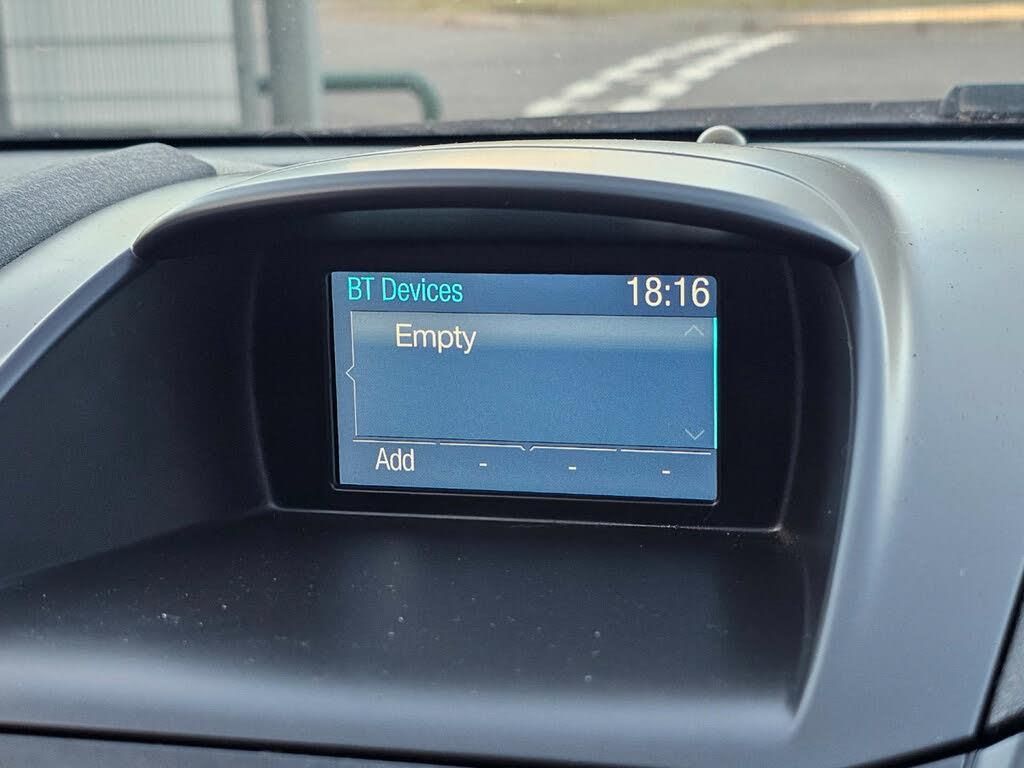 BT Devices 18:16
Empty
Add - - -